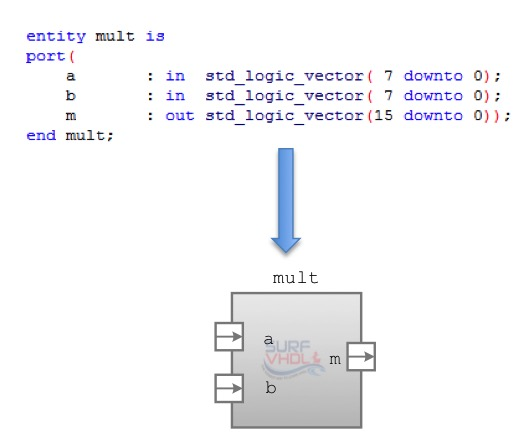 entity mult is
port(
a : in std_logic_vector( 7 downto 0);
b : in std_logic_vector( 7 downto 0);
m : out std_logic_vector(15 downto 0));
end mult;
mult
a
SURF
VHDL
m
b